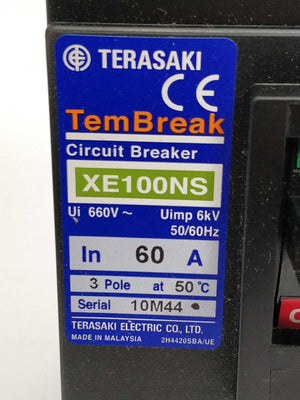 TERASAKI
CE
TemBreak
Circuit Breaker
XE100NS
Ui 660V～ Uimp 6kV
50/60Hz
In 60 A
3 Pole at 50 ℃
Serial 10M44
TERASAKI ELECTRIC CO., LTD.
MADE IN MALAYSIA 2H4420SBA/UE